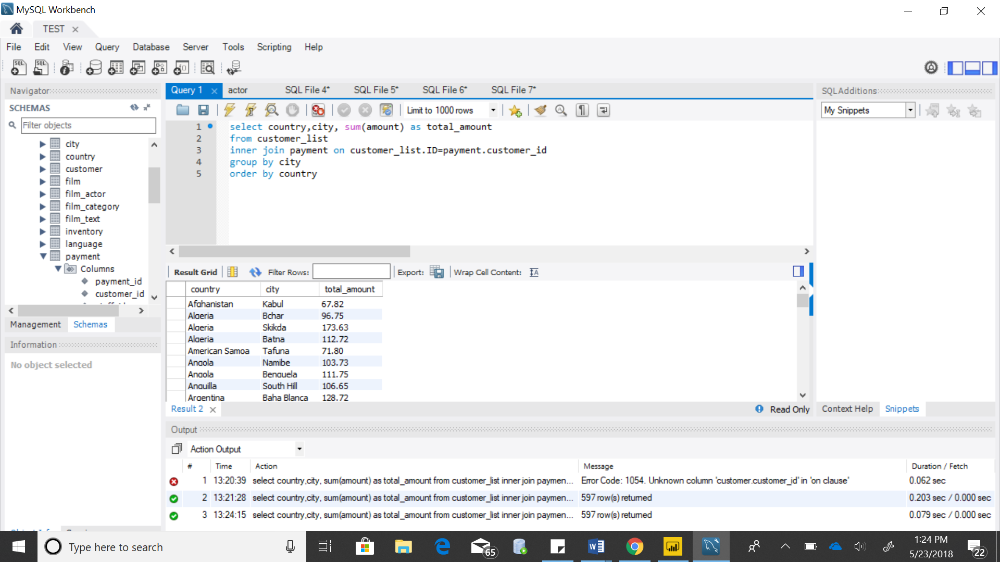 MySQL Workbench
TEST
File Edit View Query Database Server Tools Scripting Help
Navigator
SCHEMAS
Filter objects
city
country
customer
film
film_actor
film_category
film_text
inventory
language
payment
Columns
payment_id
customer_id
Management Schemas
Information
No object selected
Query 1 actor SQL File 4* SQL File 5* SQL File 6* SQL File 7*
Limit to 1000 rows
1 select country,city, sum(amount) as total_amount
2 from customer_list
3 inner join payment on customer_list.ID=payment.customer_id
4 group by city
5 order by country
Result Grid Filter Rows: Export: Wrap Cell Content:
country city total_amount
Afghanistan Kabul 67.82
Algeria Bchar 96.75
Algeria Skikda 173.63
Algeria Batna 112.72
American Samoa Tafuna 71.80
Angola Namibe 103.73
Angola Benguela 111.75
Anguilla South Hill 106.65
Argentina Baha Blanca 128.72
Result 2 Read Only
SQLAdditions
My Snippets
Context Help Snippets
Output
Action Output
# Time Action Message Duration / Fetch
1 13:20:39 select country,city, sum(amount) as total_amount from customer_list inner join paymen... Error Code: 1054. Unknown column 'customer.customer_id' in 'on clause' 0.062 sec
2 13:21:28 select country,city, sum(amount) as total_amount from customer_list inner join paymen... 597 row(s) returned 0.203 sec / 0.000 sec
3 13:24:15 select country,city, sum(amount) as total_amount from customer_list inner join paymen... 597 row(s) returned 0.079 sec / 0.000 sec
Type here to search
65
1:24 PM
5/23/2018
22